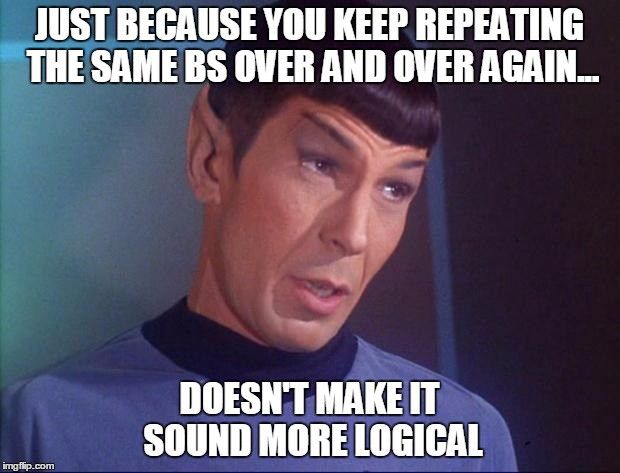 JUST BECAUSE YOU KEEP REPEATING
THE SAME BS OVER AND OVER AGAIN...
DOESN'T MAKE IT
SOUND MORE LOGICAL
imgflip.com